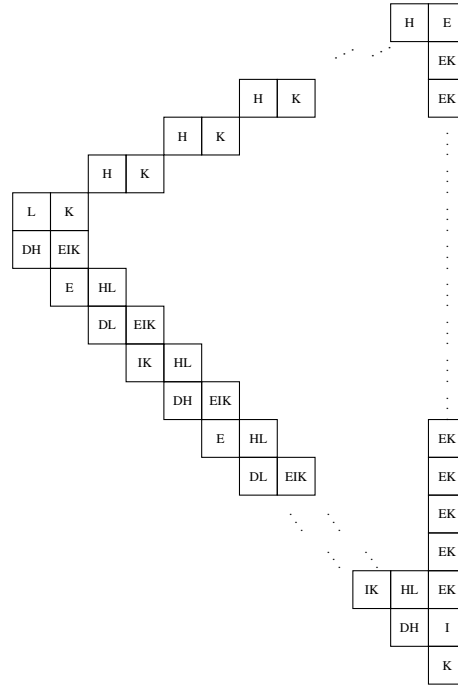 H E
EK
EK
H K
H K
H K
L K
DH EIK
E HL
DL EIK
IK HL
DH EIK
E HL
EK
DL EIK
EK
EK
EK
IK HL EK
DH I
K